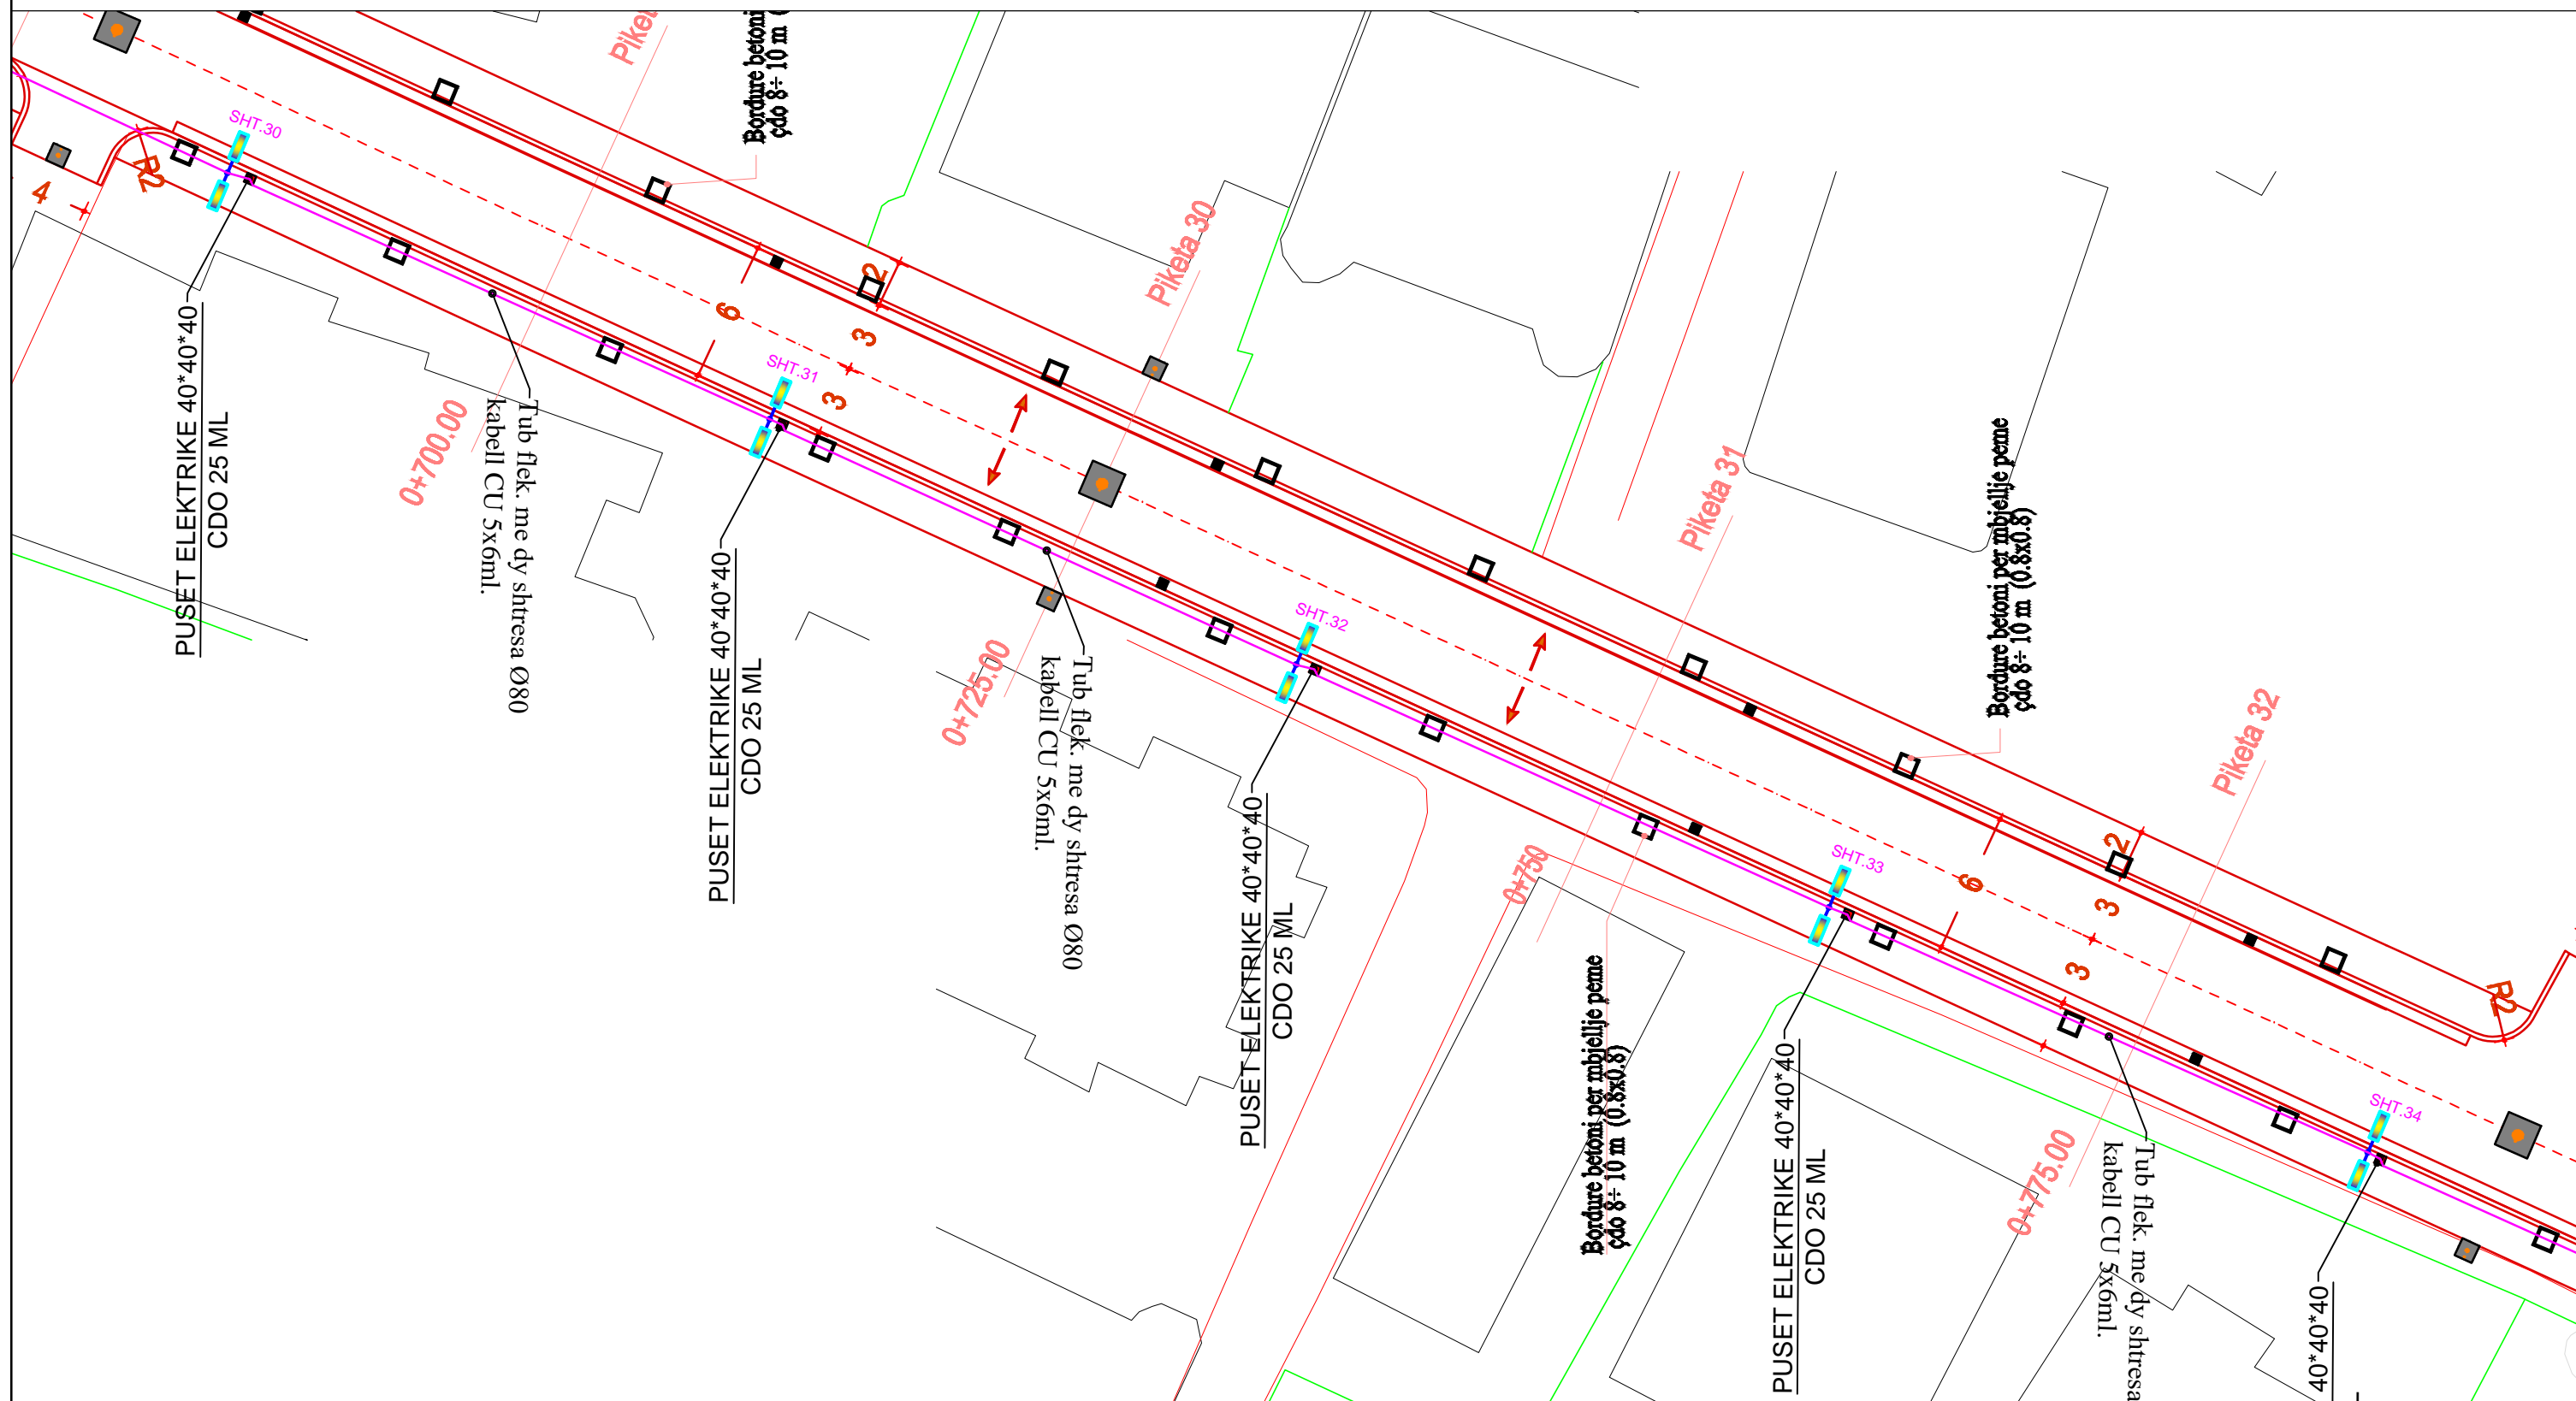 Bordure betoni
çdo 8÷ 10 m
SHT.30
R2
4
PUSET ELEKTRIKE 40*40*40
CDO 25 ML
0+700.00
Tub flek. me dy shtresa Ø80
kabell CU 5x6ml.
2
6
3
3
SHT.31
PUSET ELEKTRIKE 40*40*40
CDO 25 ML
Piketa 30
0+725.00
Tub flek. me dy shtresa Ø80
kabell CU 5x6ml.
SHT.32
PUSET ELEKTRIKE 40*40*40
CDO 25 ML
Piketa 31
0+750
Bordure betoni per mbjellje peme
çdo 8÷ 10 m (0.8x0.8)
Bordure betoni per mbjellje peme
çdo 8÷ 10 m (0.8x0.8)
SHT.33
PUSET ELEKTRIKE 40*40*40
CDO 25 ML
2
6
3
3
Piketa 32
0+775.00
Tub flek. me dy shtresa
kabell CU 5x6ml.
R2
SHT.34
40*40*40